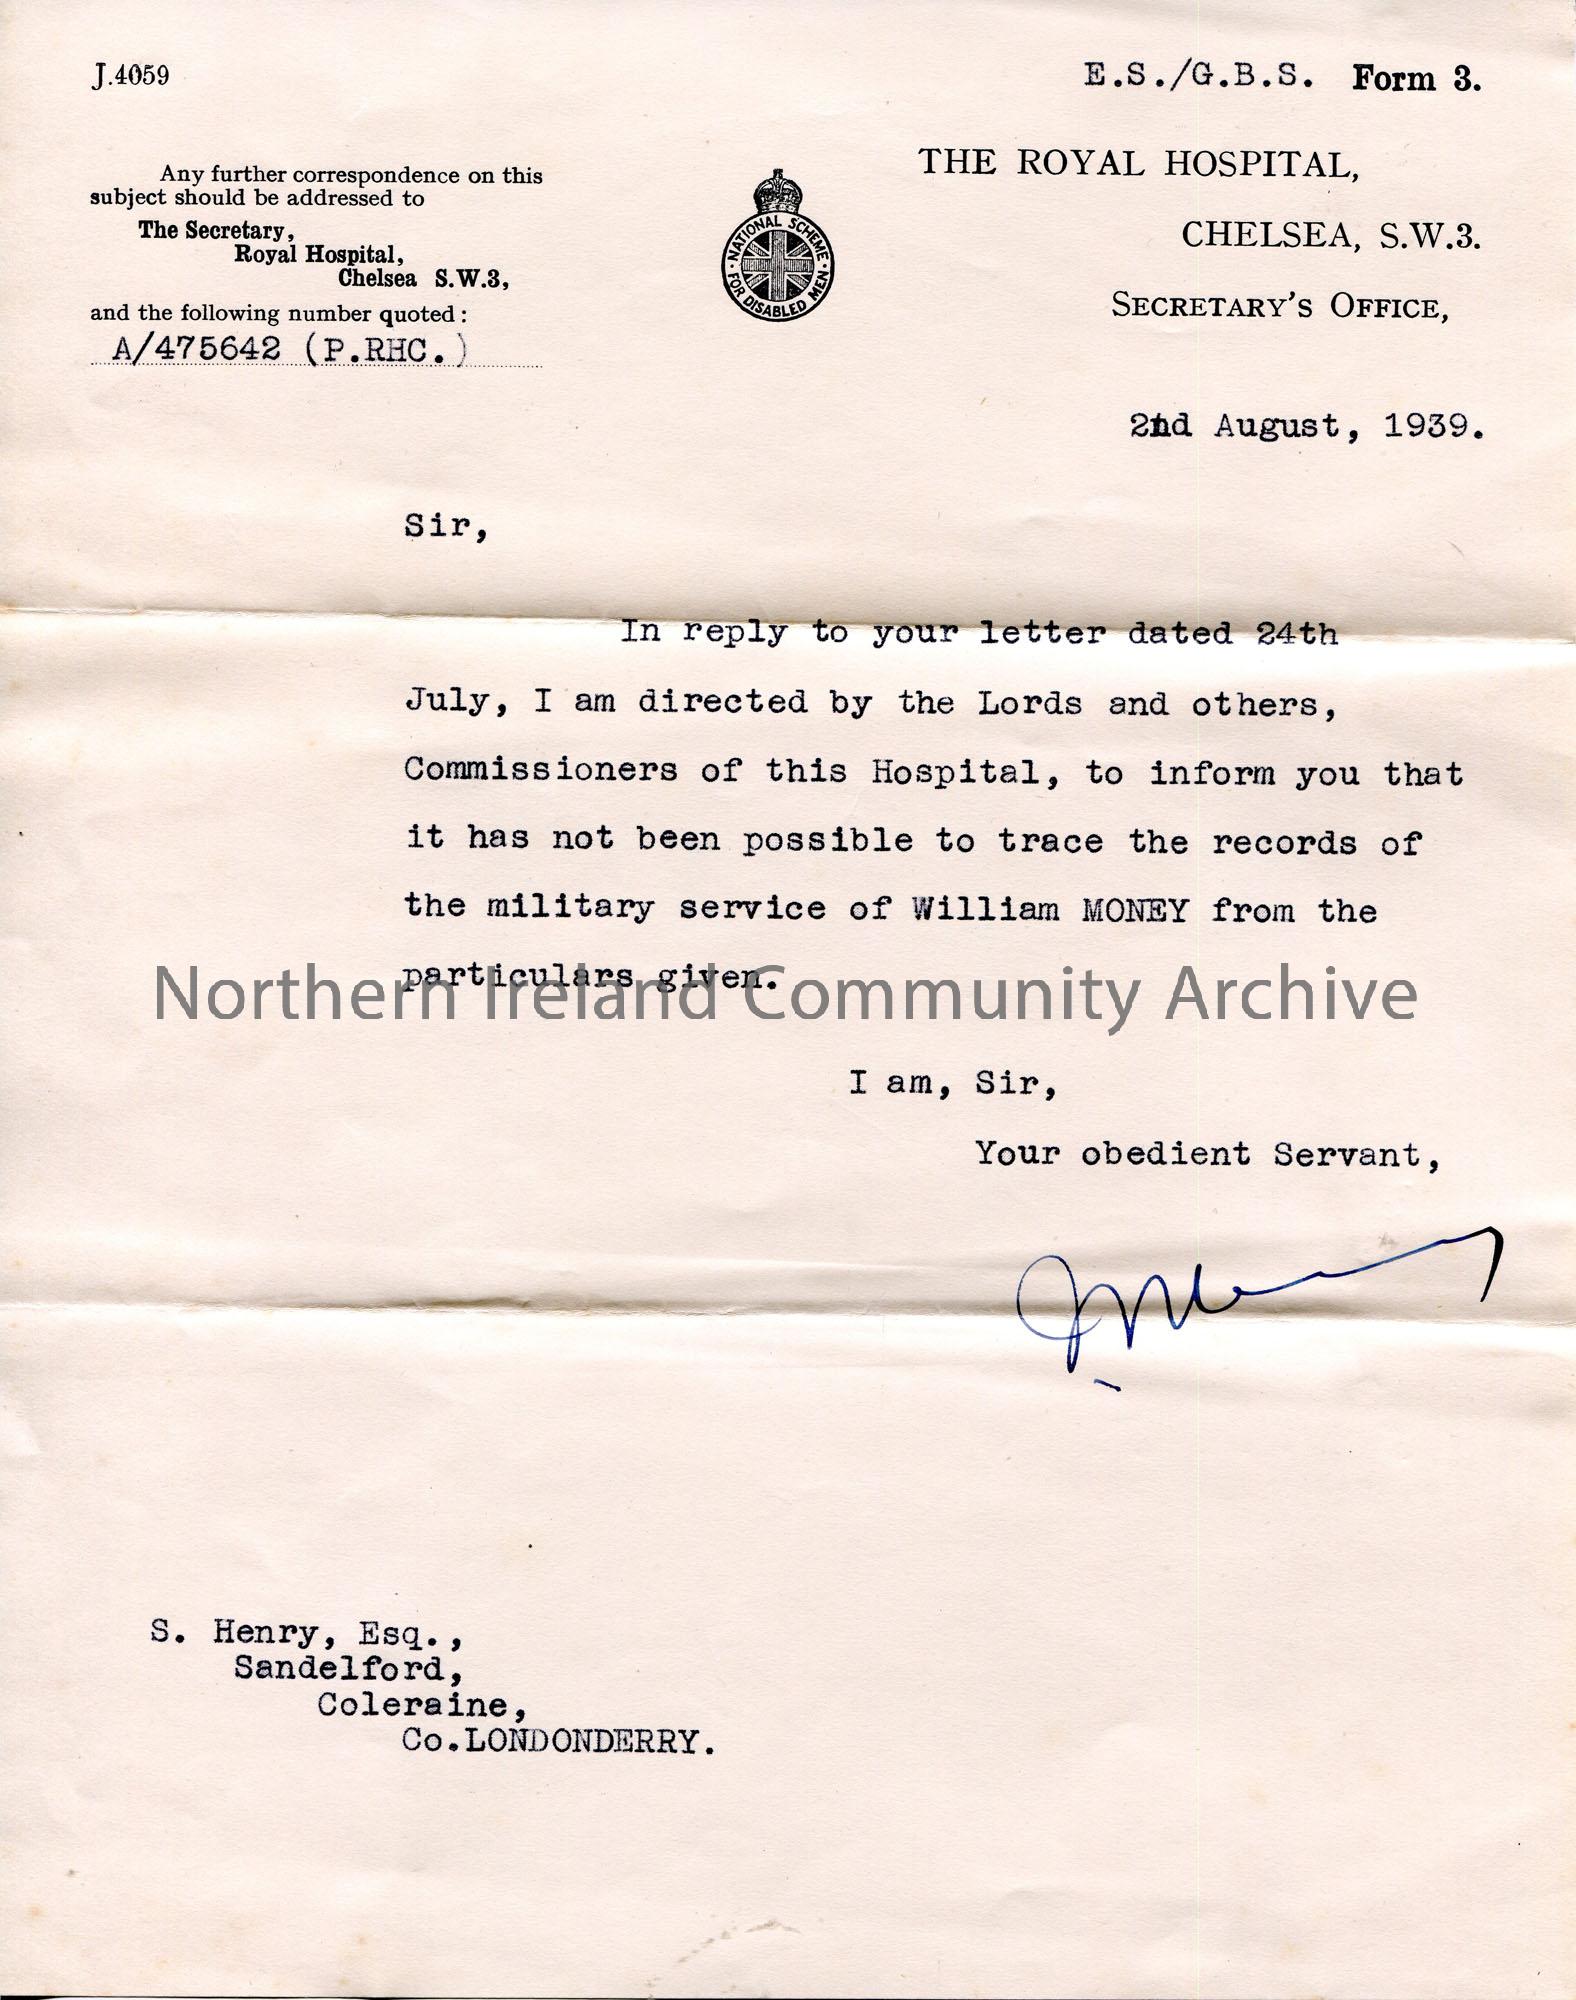 J.4059
E.S./G.B.S. Form 3.
Any further correspondence on this
subject should be addressed to
The Secretary,
Royal Hospital,
Chelsea S.W.3,
and the following number quoted:
A/475642 (P.RHC.)
NATIONAL SCHEME
FOR DISABLED MEN
THE ROYAL HOSPITAL,
CHELSEA, S.W.3.
SECRETARY'S OFFICE,
2nd August, 1939.
Sir,
In reply to your letter dated 24th
July, I am directed by the Lords and others,
Commissioners of this Hospital, to inform you that
it has not been possible to trace the records of
the military service of William MONEY from the
particulars given.
Northern Ireland Community Archive
I am, Sir,
Your obedient Servant,
S. Henry, Esq.,
Sandelford,
Coleraine,
Co.LONDONDERRY.